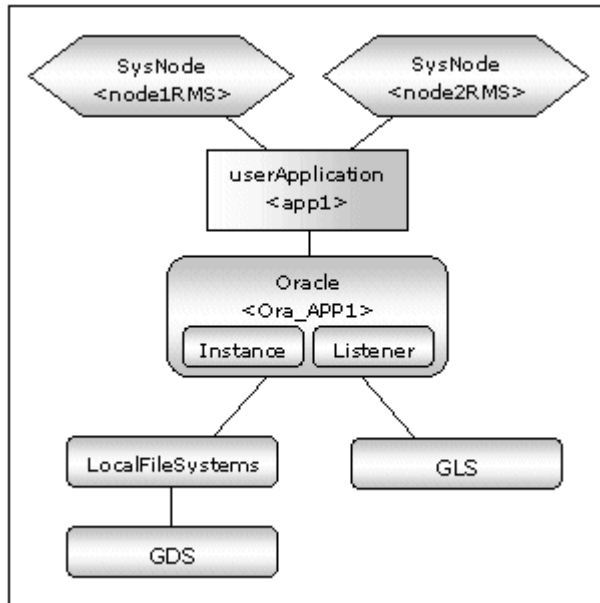 SysNode
<node1RMS>
SysNode
<node2RMS>
userApplication
<app1>
Oracle
<Ora_APP1>
Instance
Listener
LocalFileSystems
GLS
GDS